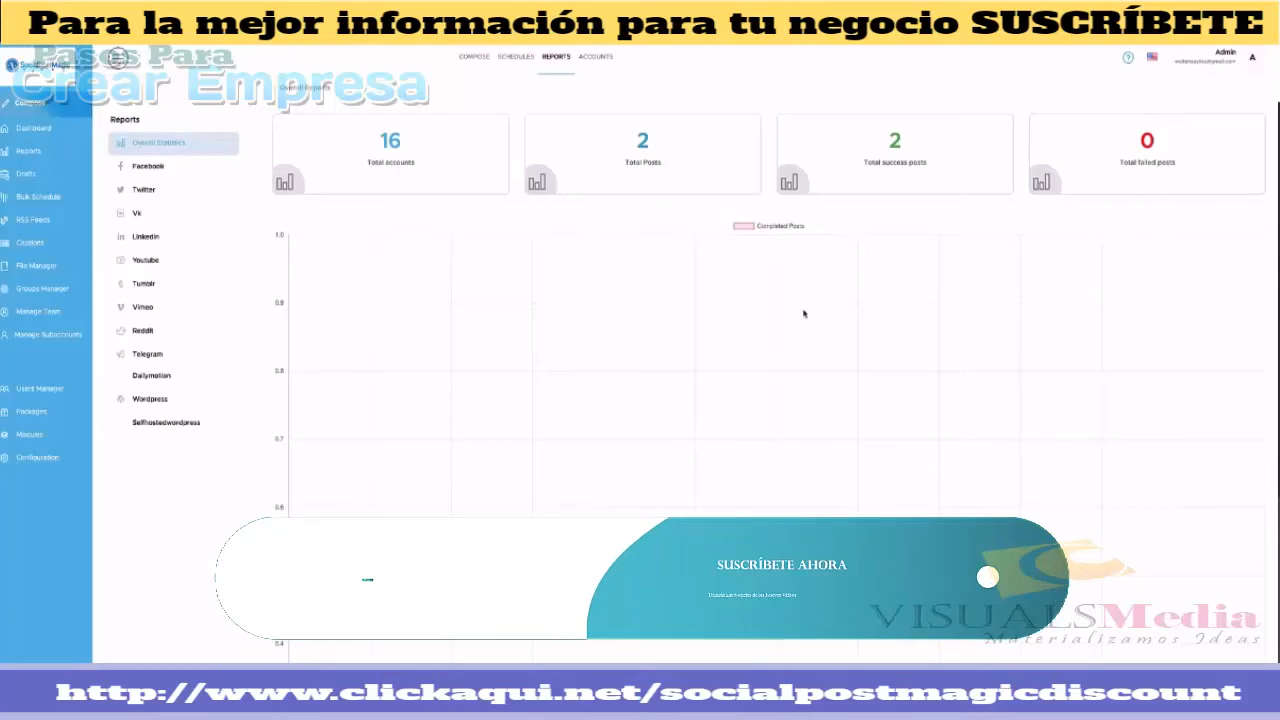 Para la mejor información para tu negocio SUSCRÍBETE
Pasos Para
Crear Empresa
COMPOSE SCHEDULES REPORTS ACCOUNTS
Admin
A
Overall Reports
Dashboard
Reports
Drafts
Bulk Schedule
RSS Feeds
Captions
File Manager
Groups Manager
Manage Team
Manage Subaccounts
Users Manager
Packages
Modules
Configuration
Reports
Overall Statistics
Facebook
Twitter
Vk
Linkedin
Youtube
Tumblr
Vimeo
Reddit
Telegram
Dailymotion
Wordpress
Selfhostedwordpress
16
Total accounts
2
Total Posts
2
Total success posts
0
Total failed posts
Completed Posts
1.0
0.9
0.8
0.7
0.6
0.4
SUSCRÍBETE AHORA
VISUALSMedia
Materializamos Ideas
http://www.clickaqui.net/socialpostmagicdiscount